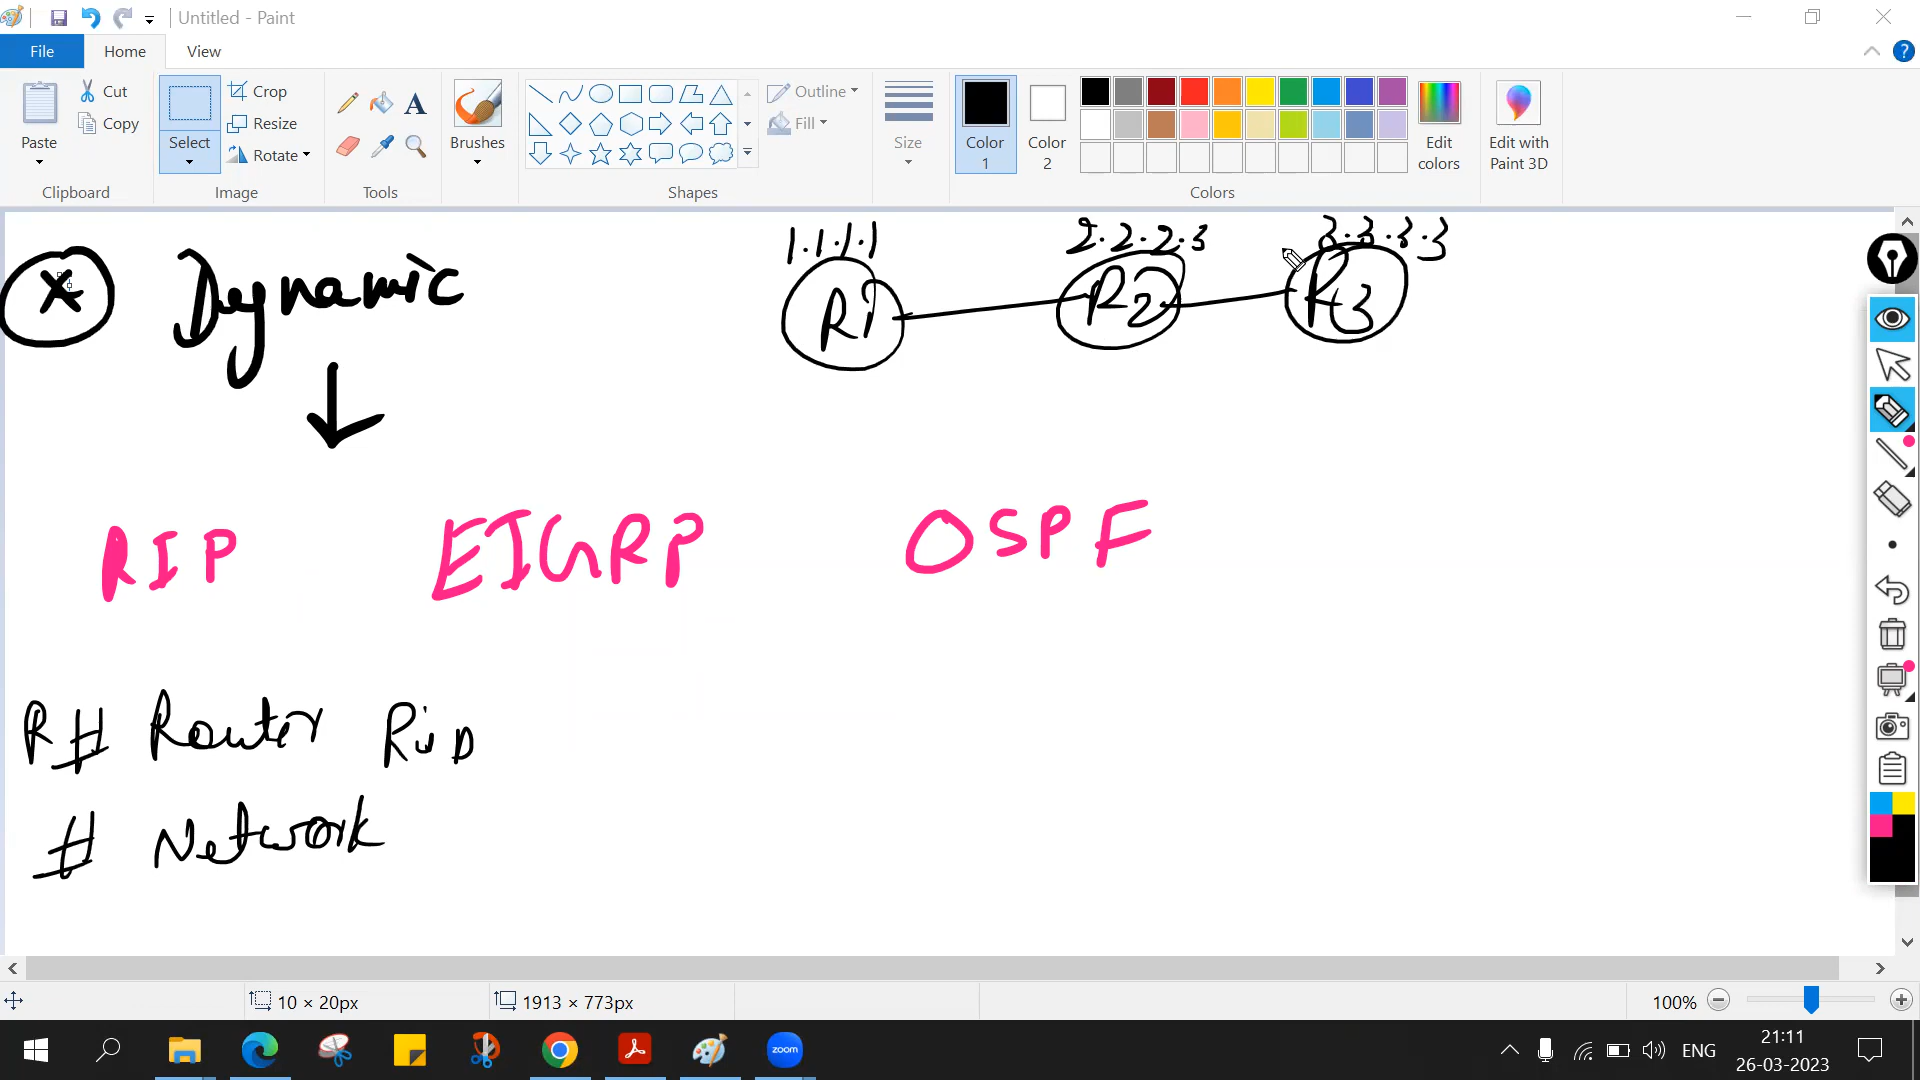 Untitled - Paint
File Home View
Paste
Cut
Copy
Clipboard
Select
Crop
Resize
Rotate
Image
Tools
Brushes
Shapes
Outline
Fill
Size
Color 1
Color 2
Edit colors
Edit with Paint 3D
Colors
1.1.1.1 2.2.2.3 3.3.3.3
X Dynamic R1 R2 R3
RIP EIGRP OSPF
R# Router Rip
# Network
10 × 20px 1913 × 773px 100%
zoom ENG 21:11
26-03-2023